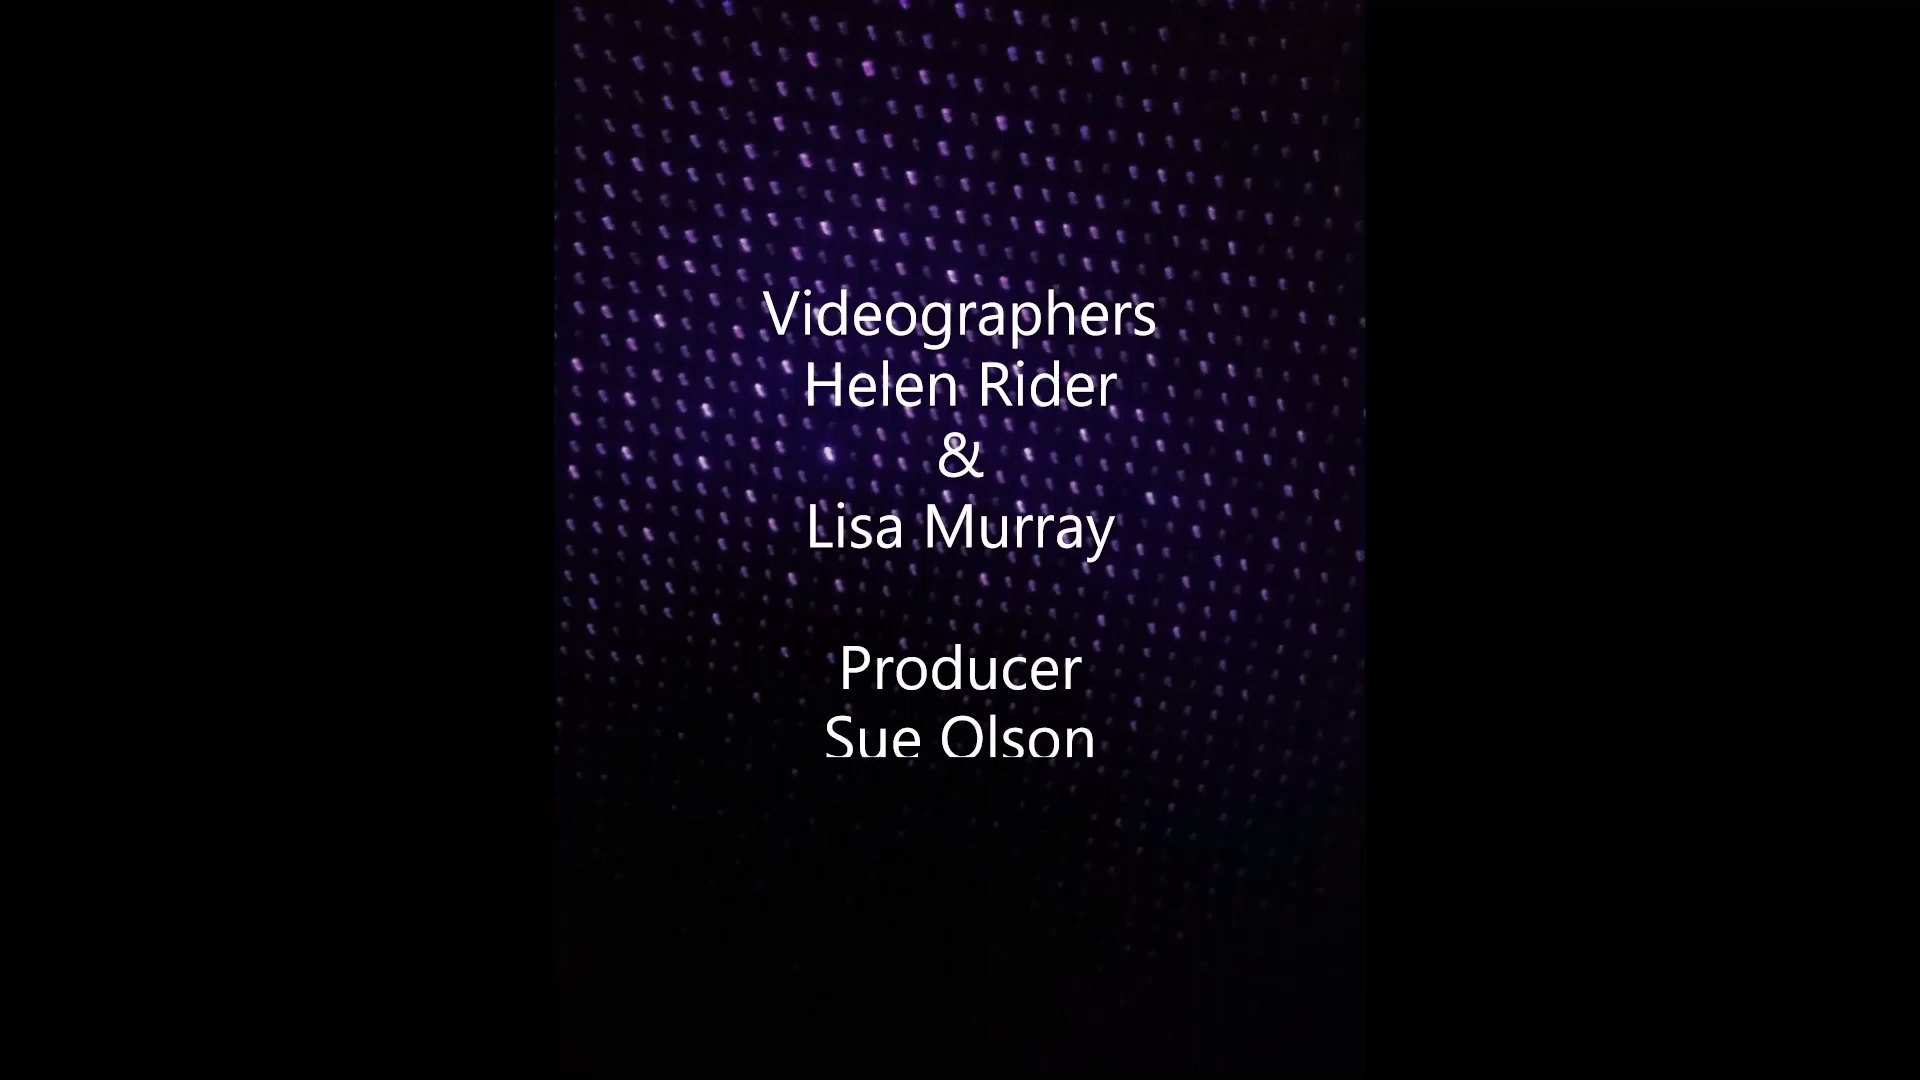 Videographers
Helen Rider
&
Lisa Murray
Producer
Sue Olson